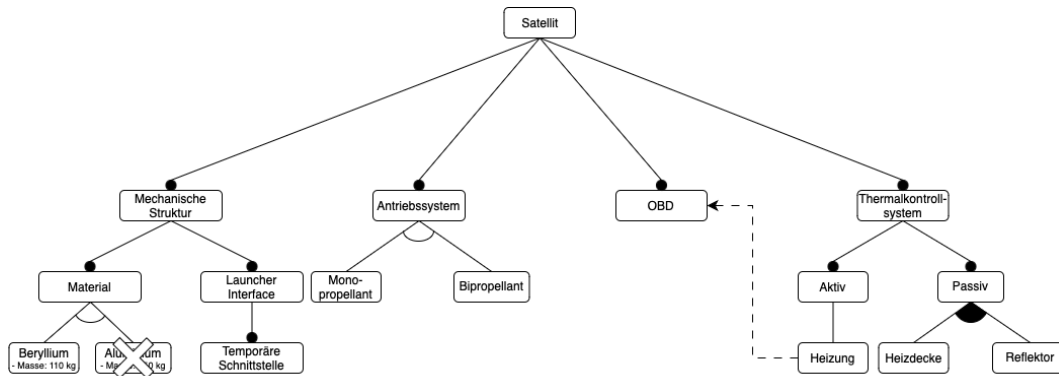 Satellit
Mechanische
Struktur
Antriebssystem
OBD
Thermalkontroll-
system
Material
Launcher
Interface
Mono-
propellant
Bipropellant
Aktiv
Passiv
Beryllium
- Masse: 110 kg
Temporäre
Schnittstelle
Heizung
Heizdecke
Reflektor